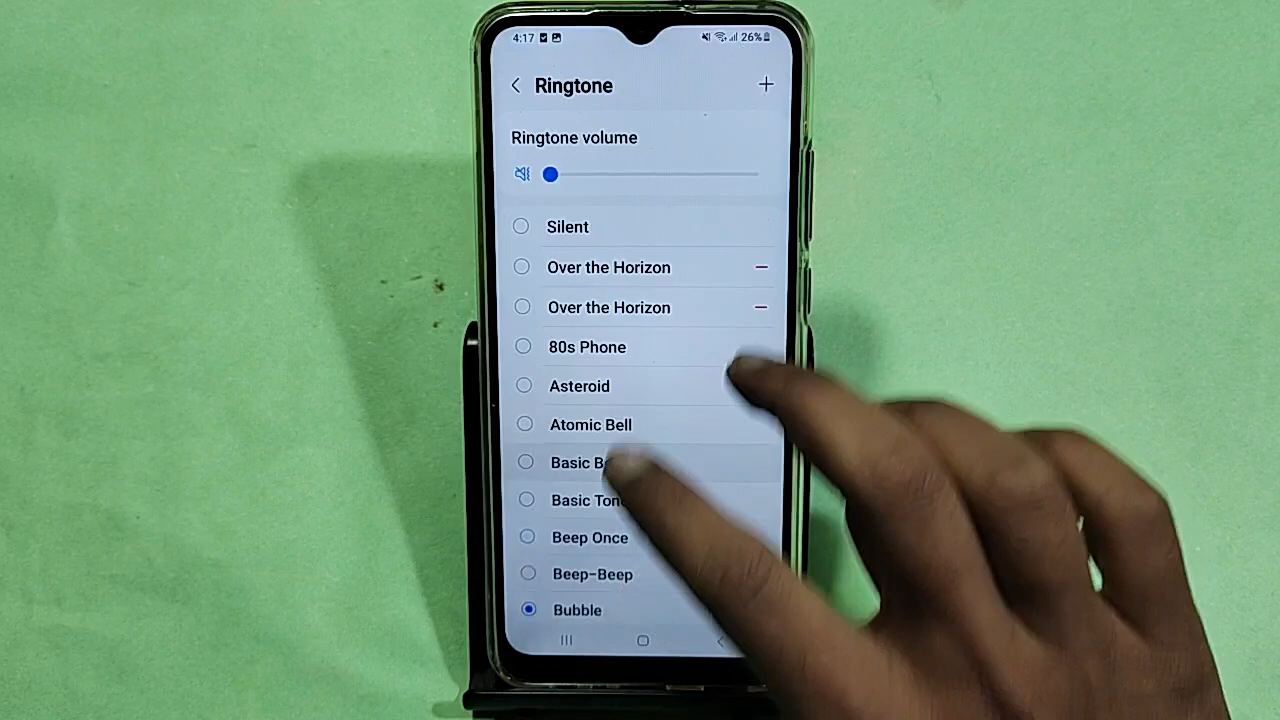 4:17 26%
Ringtone
Ringtone volume
Silent
Over the Horizon
Over the Horizon
80s Phone
Asteroid
Atomic Bell
Basic
Basic
Beep Once
Beep-Beep
Bubble